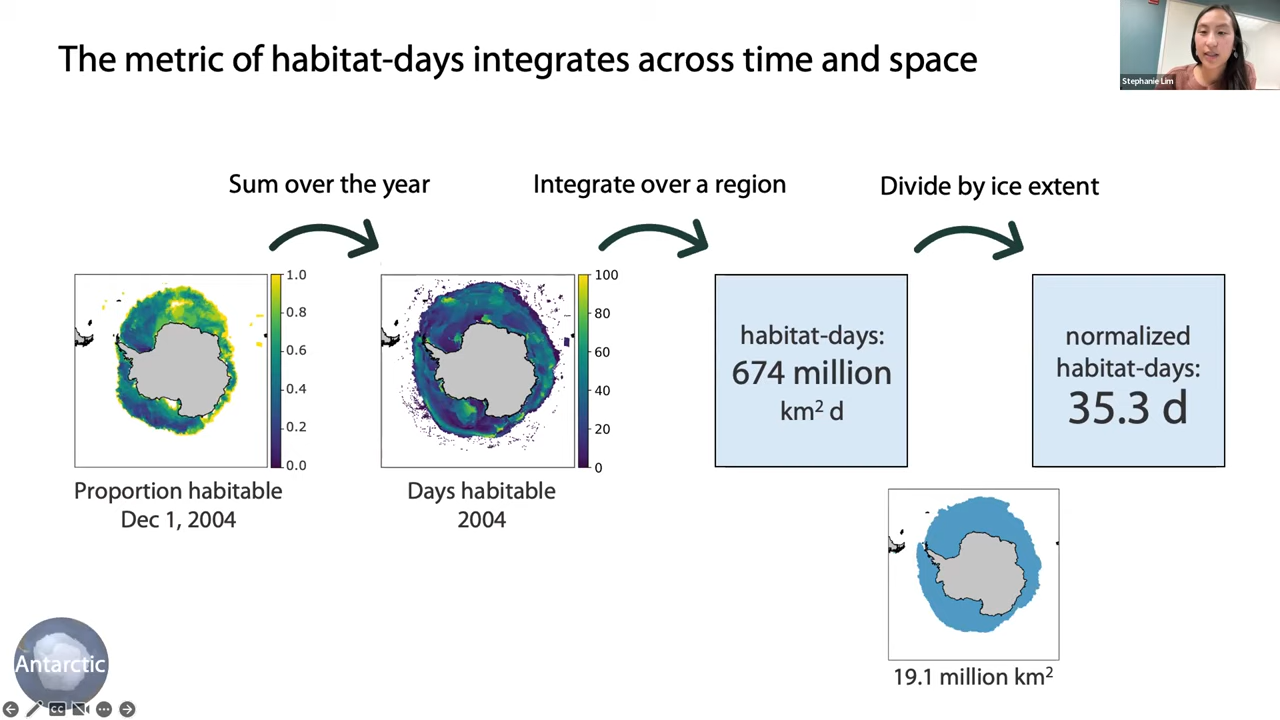 The metric of habitat-days integrates across time and space
Stephanie Lim
Sum over the year
Integrate over a region
Divide by ice extent
1.0
0.8
0.6
0.4
0.2
0.0
Proportion habitable
Dec 1, 2004
100
80
60
40
20
0
Days habitable
2004
habitat-days:
674 million
km² d
normalized
habitat-days:
35.3 d
19.1 million km²
Antarctic
CC